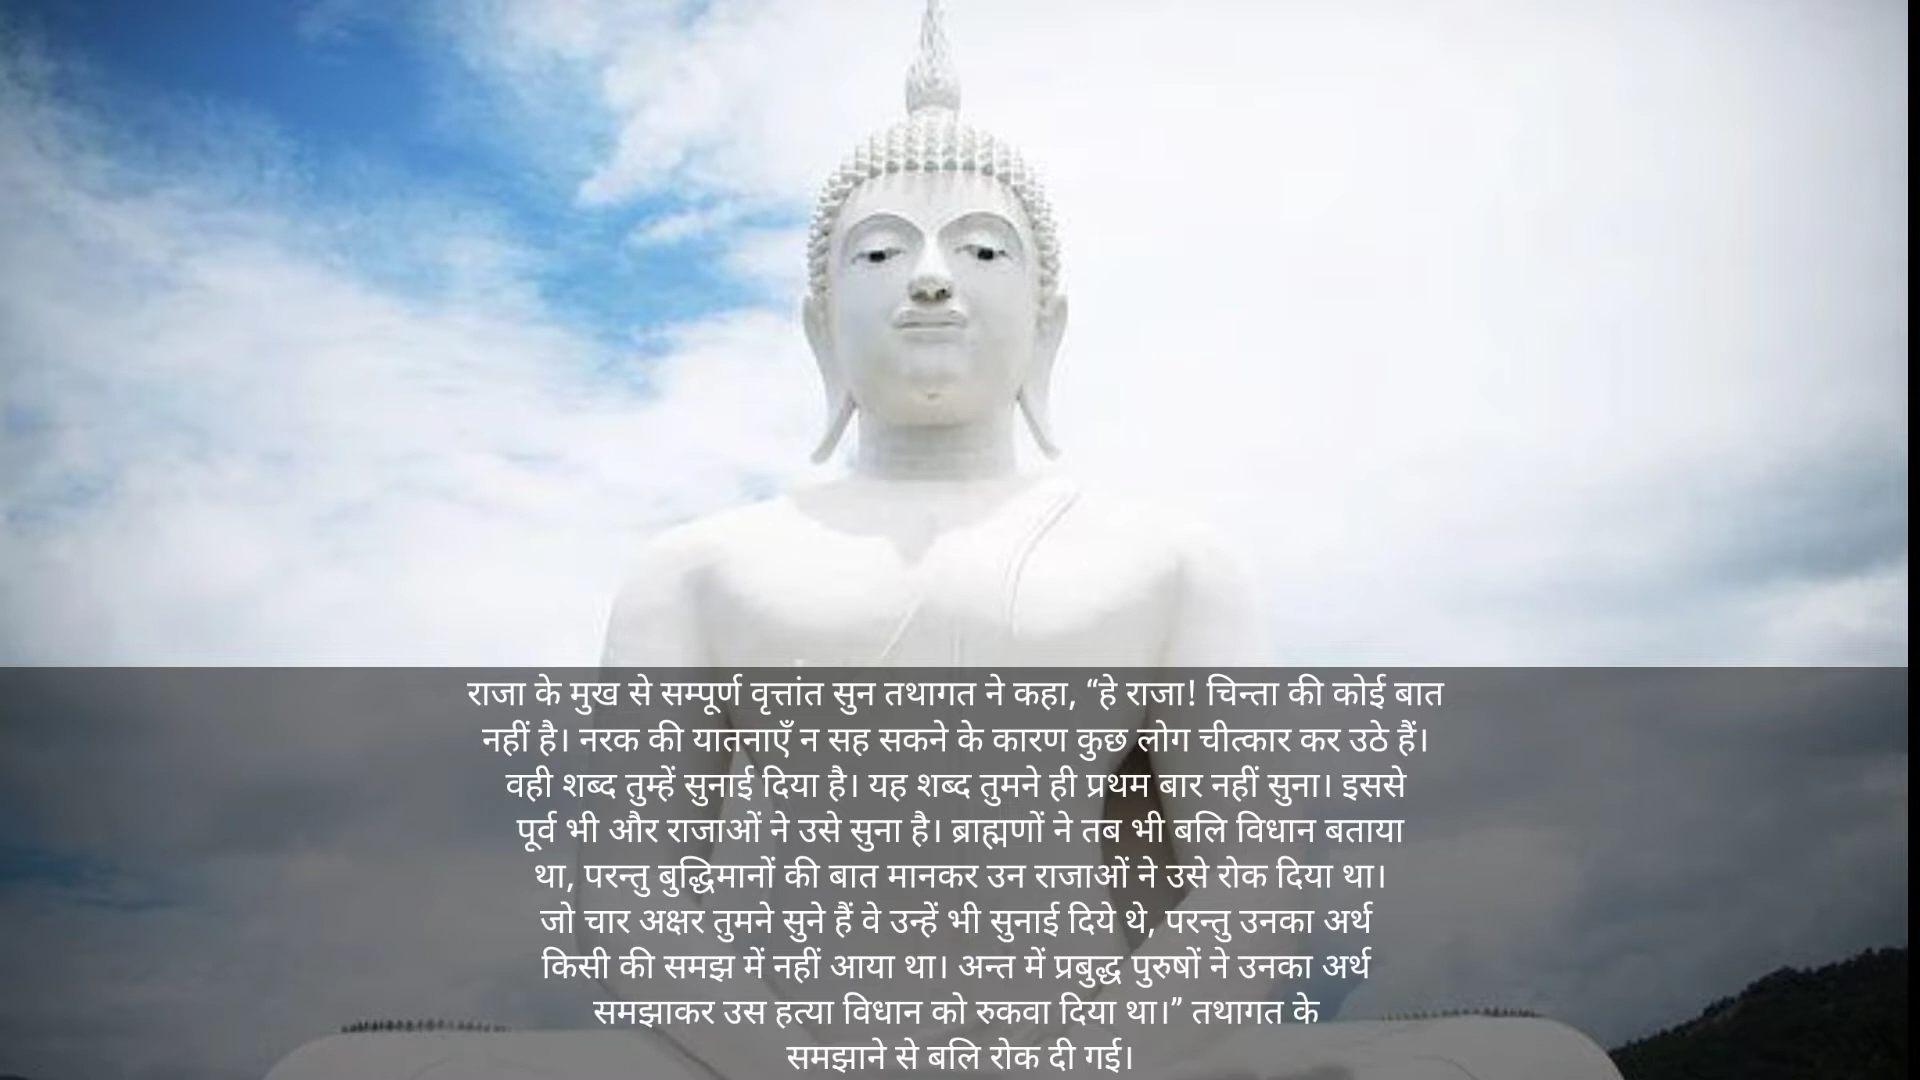 राजा के मुख से सम्पूर्ण वृत्तांत सुन तथागत ने कहा, “हे राजा! चिन्ता की कोई बात
नहीं है। नरक की यातनाएँ न सह सकने के कारण कुछ लोग चीत्कार कर उठे हैं।
वही शब्द तुम्हें सुनाई दिया है। यह शब्द तुमने ही प्रथम बार नहीं सुना। इससे
पूर्व भी और राजाओं ने उसे सुना है। ब्राह्मणों ने तब भी बलि विधान बताया
था, परन्तु बुद्धिमानों की बात मानकर उन राजाओं ने उसे रोक दिया था।
जो चार अक्षर तुमने सुने हैं वे उन्हें भी सुनाई दिये थे, परन्तु उनका अर्थ
किसी की समझ में नहीं आया था। अन्त में प्रबुद्ध पुरुषों ने उनका अर्थ
समझाकर उस हत्या विधान को रुकवा दिया था।” तथागत के
समझाने से बलि रोक दी गई।